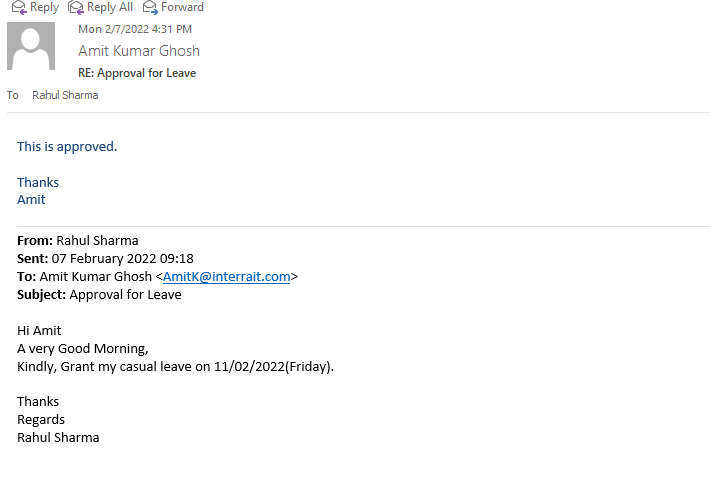 Reply Reply All Forward
Mon 2/7/2022 4:31 PM
Amit Kumar Ghosh
RE: Approval for Leave
To Rahul Sharma
This is approved.
Thanks
Amit
From: Rahul Sharma
Sent: 07 February 2022 09:18
To: Amit Kumar Ghosh <AmitK@interrait.com>
Subject: Approval for Leave
Hi Amit
A very Good Morning,
Kindly, Grant my casual leave on 11/02/2022(Friday).
Thanks
Regards
Rahul Sharma